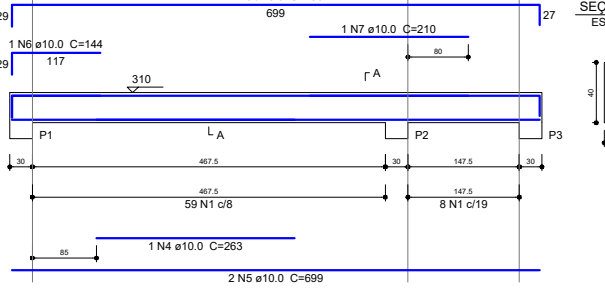 699
29
27
SEÇ
ES
1 N7 ø10.0 C=210
1 N6 ø10.0 C=144
29
117
80
A
310
40
P1
A
P2
P3
30
467.5
30
147.5
30
467.5
147.5
59 N1 c/8
8 N1 c/19
1 N4 ø10.0 C=263
85
2 N5 ø10.0 C=699